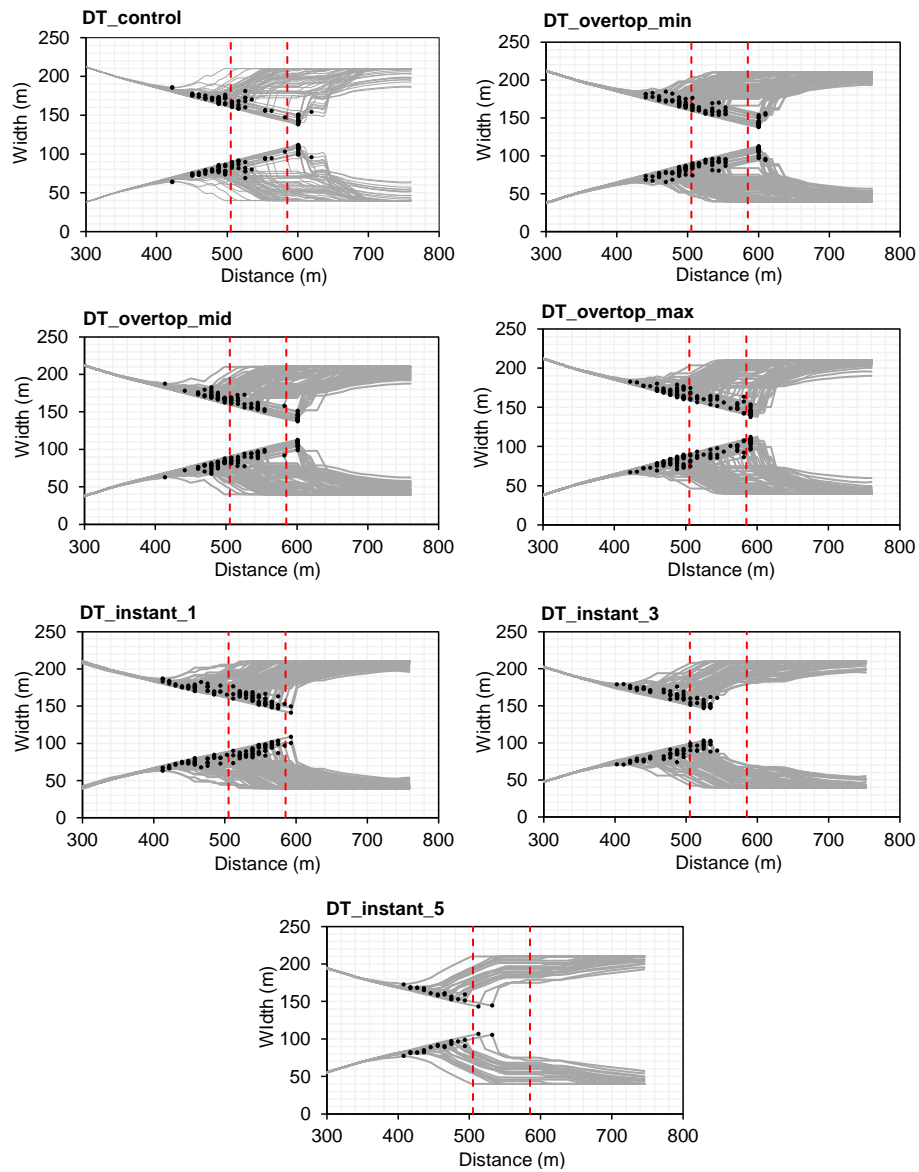 DT_control
250
200
150
100
50
0
Width (m)
300 400 500 600 700 800
Distance (m)
DT_overtop_min
250
200
150
100
50
0
Width (m)
300 400 500 600 700 800
Distance (m)
DT_overtop_mid
250
200
150
100
50
0
Width (m)
300 400 500 600 700 800
Distance (m)
DT_overtop_max
250
200
150
100
50
0
Width (m)
300 400 500 600 700 800
DIstance (m)
DT_instant_1
250
200
150
100
50
0
Width (m)
300 400 500 600 700 800
Distance (m)
DT_instant_3
250
200
150
100
50
0
Width (m)
300 400 500 600 700 800
Distance (m)
DT_instant_5
250
200
150
100
50
0
WIdth (m)
300 400 500 600 700 800
Distance (m)